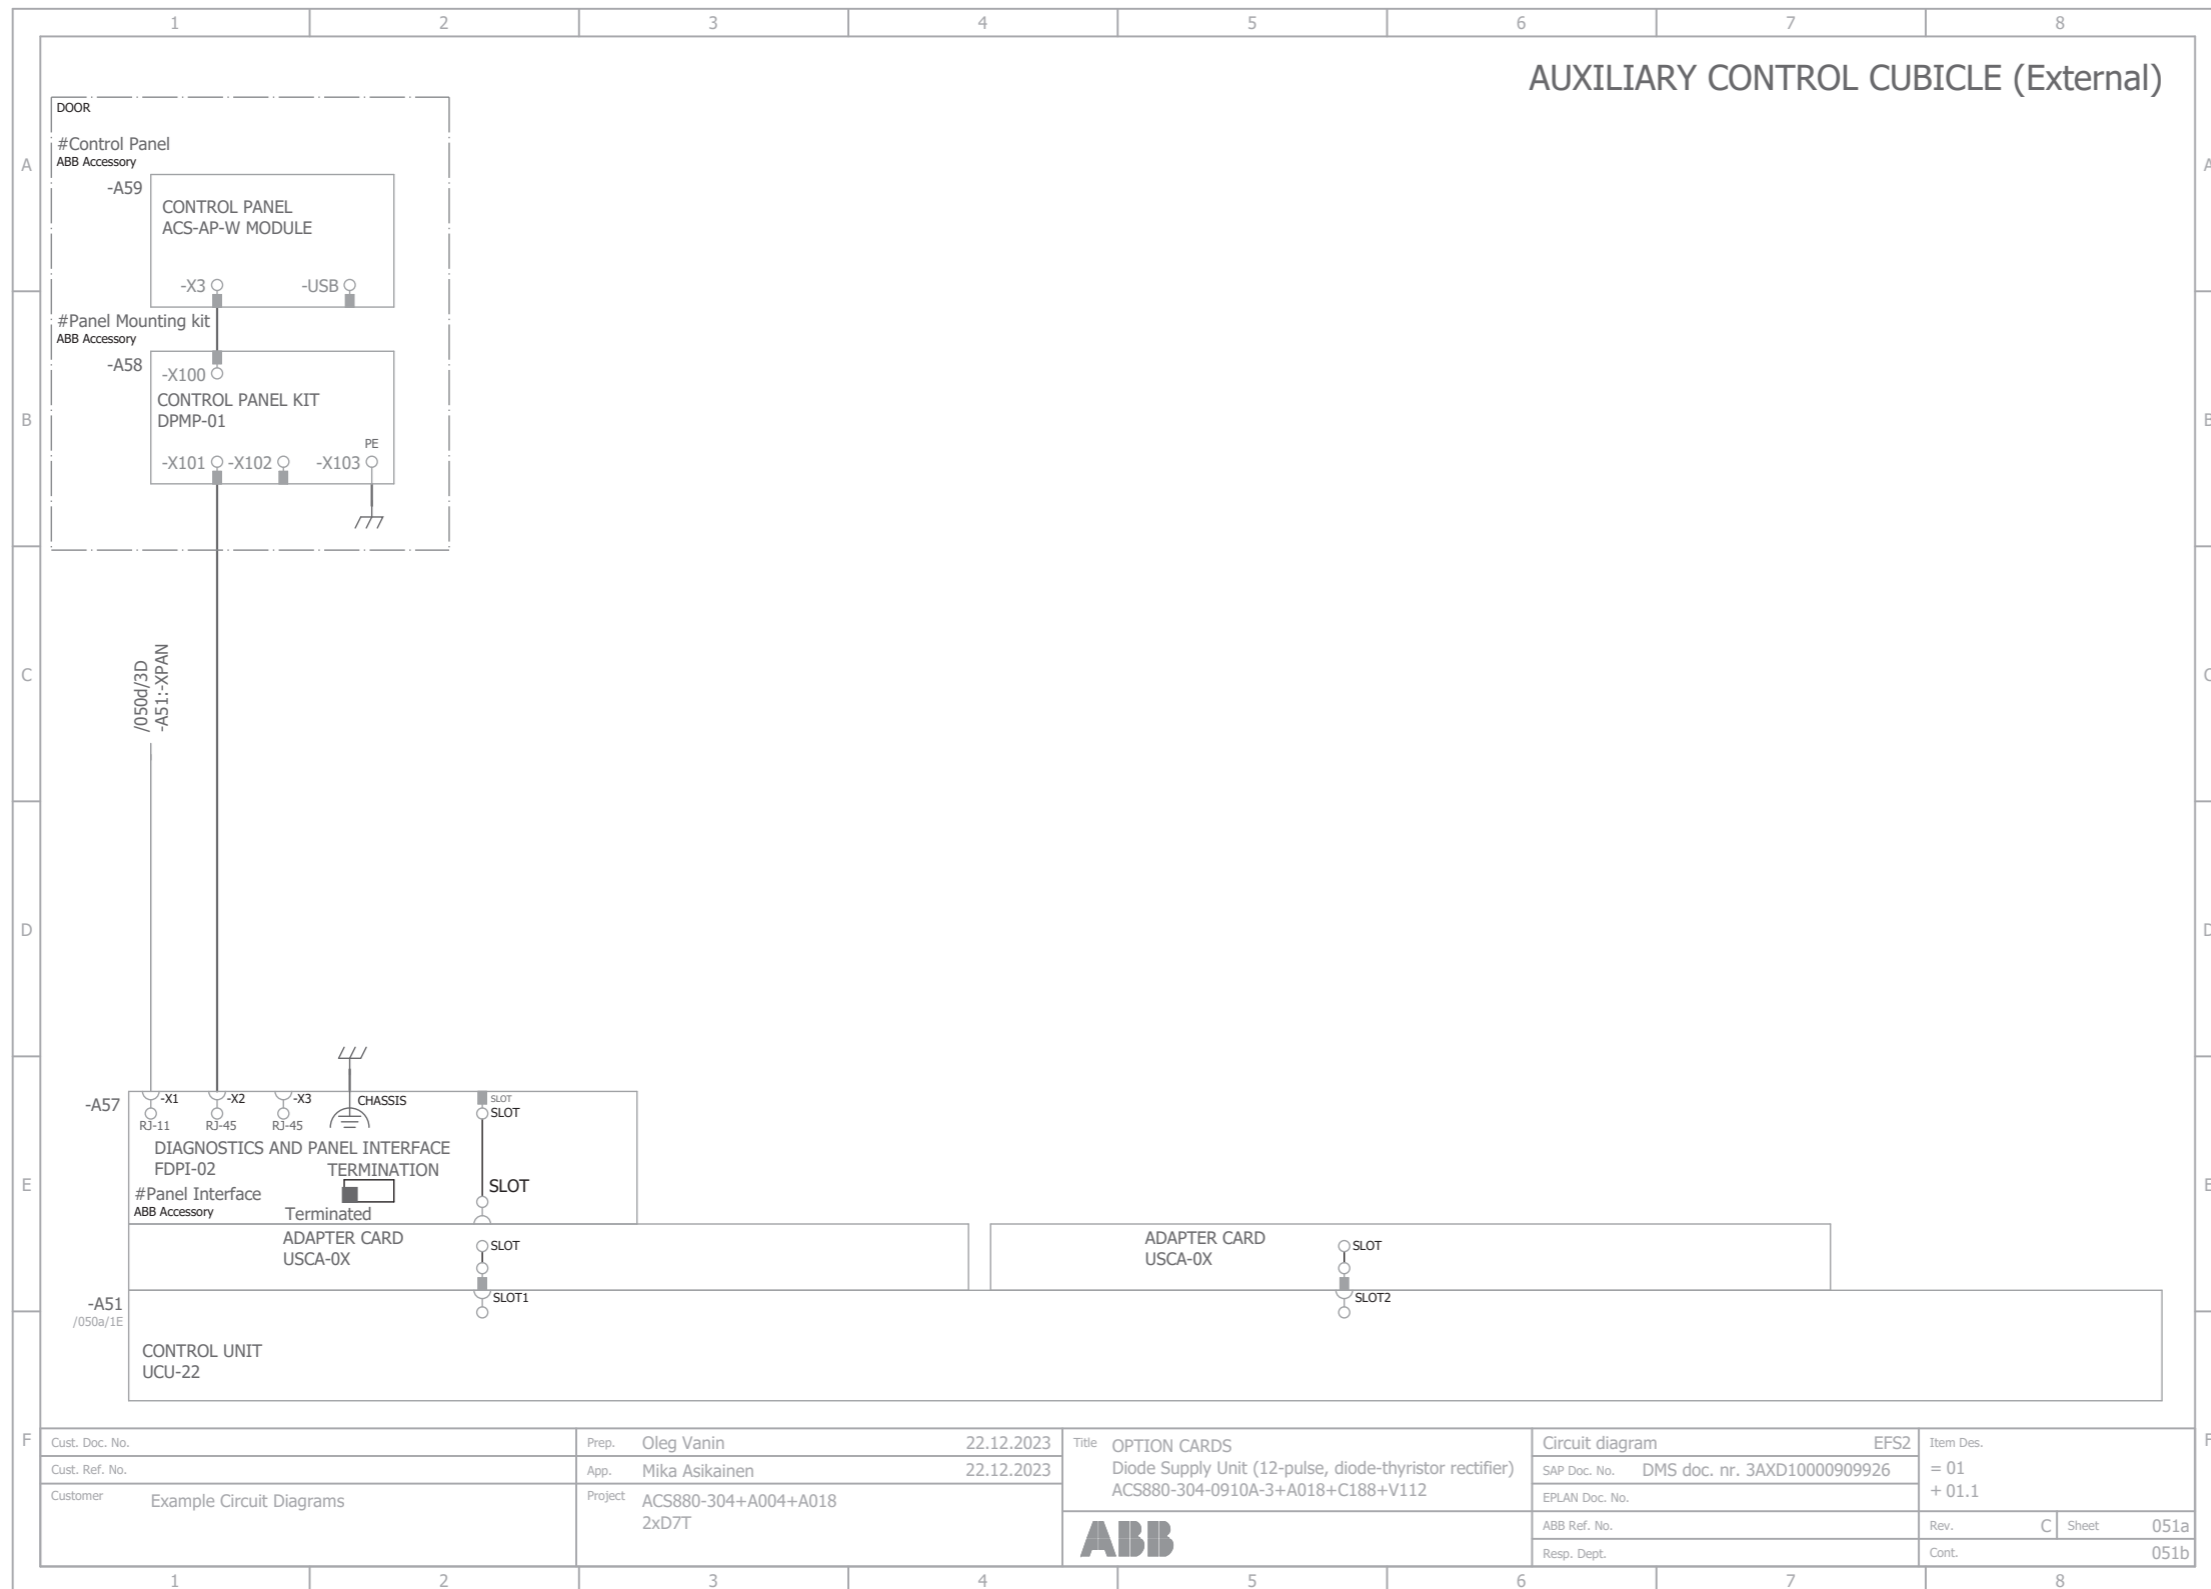 1 2 3 4 5 6 7 8
AUXILIARY CONTROL CUBICLE (External)
DOOR
#Control Panel
ABB Accessory
A A
-A59
CONTROL PANEL
ACS-AP-W MODULE
-X3 -USB
#Panel Mounting kit
ABB Accessory
-A58
-X100
CONTROL PANEL KIT
DPMP-01
B B
PE
-X101 -X102 -X103
/050d/3D
-A51:-XPAN
C C
D D
-A57
-X1 -X2 -X3 CHASSIS SLOT
SLOT
RJ-11 RJ-45 RJ-45
DIAGNOSTICS AND PANEL INTERFACE
FDPI-02 TERMINATION
E SLOT E
#Panel Interface
ABB Accessory
Terminated
ADAPTER CARD SLOT ADAPTER CARD SLOT
USCA-0X USCA-0X
-A51 SLOT1 SLOT2
/050a/1E
CONTROL UNIT
UCU-22
F F
Cust. Doc. No. Prep. Oleg Vanin 22.12.2023 Title OPTION CARDS Circuit diagram EFS2 Item Des.
Cust. Ref. No. App. Mika Asikainen 22.12.2023 Diode Supply Unit (12-pulse, diode-thyristor rectifier) SAP Doc. No. DMS doc. nr. 3AXD10000909926 = 01
Customer Example Circuit Diagrams Project ACS880-304+A004+A018 ACS880-304-0910A-3+A018+C188+V112 EPLAN Doc. No. + 01.1
2xD7T ABB ABB Ref. No. Rev. C Sheet 051a
Resp. Dept. Cont. 051b
1 2 3 4 5 6 7 8